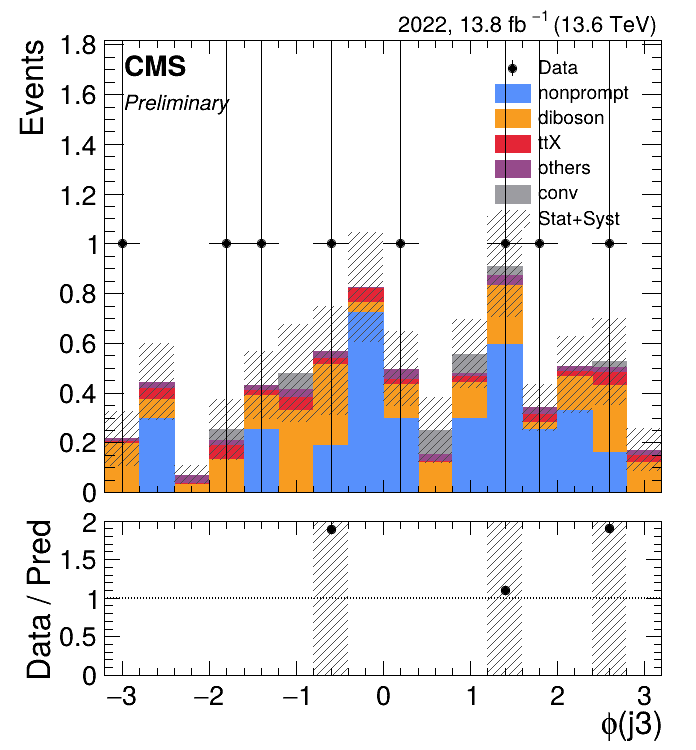 2022, 13.8 fb⁻¹ (13.6 TeV)
Events
CMS
Preliminary
Data
nonprompt
diboson
ttX
others
conv
Stat+Syst
1.8
1.6
1.4
1.2
1
0.8
0.6
0.4
0.2
0
Data / Pred
2
1.5
1
0.5
0
−3 −2 −1 0 1 2 3
ϕ(j3)